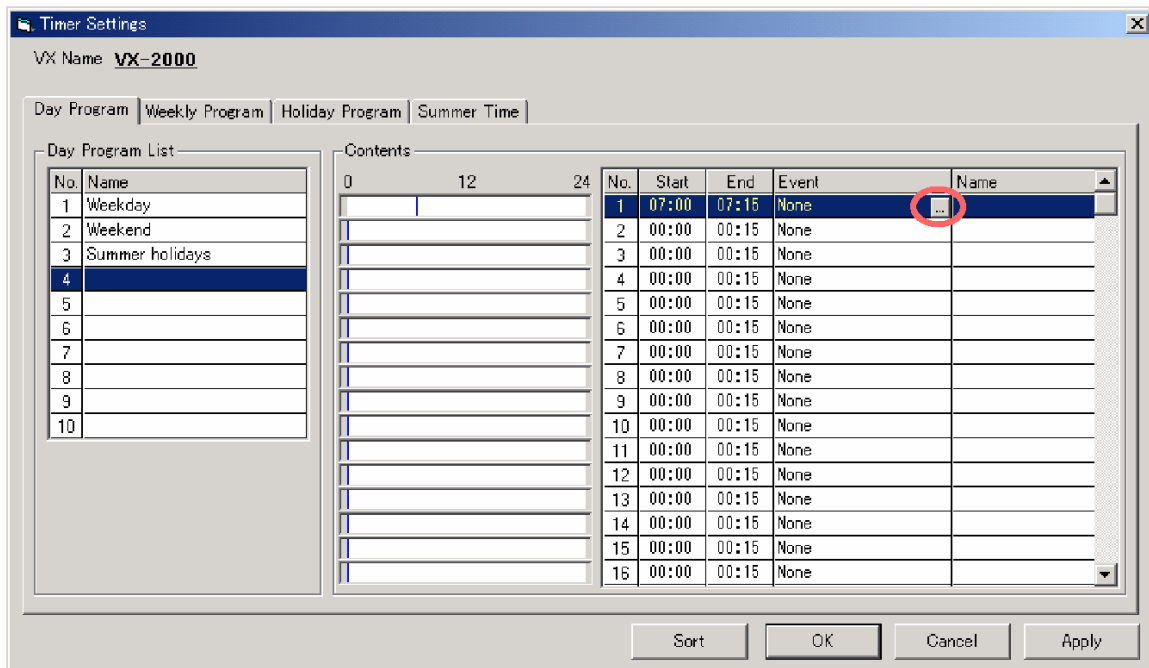 Timer Settings
VX Name VX-2000
Day Program Weekly Program Holiday Program Summer Time
Day Program List
No. Name
1 Weekday
2 Weekend
3 Summer holidays
4
5
6
7
8
9
10
Contents
0 12 24
No. Start End Event Name
1 07:00 07:15 None ...
2 00:00 00:15 None
3 00:00 00:15 None
4 00:00 00:15 None
5 00:00 00:15 None
6 00:00 00:15 None
7 00:00 00:15 None
8 00:00 00:15 None
9 00:00 00:15 None
10 00:00 00:15 None
11 00:00 00:15 None
12 00:00 00:15 None
13 00:00 00:15 None
14 00:00 00:15 None
15 00:00 00:15 None
16 00:00 00:15 None
Sort OK Cancel Apply